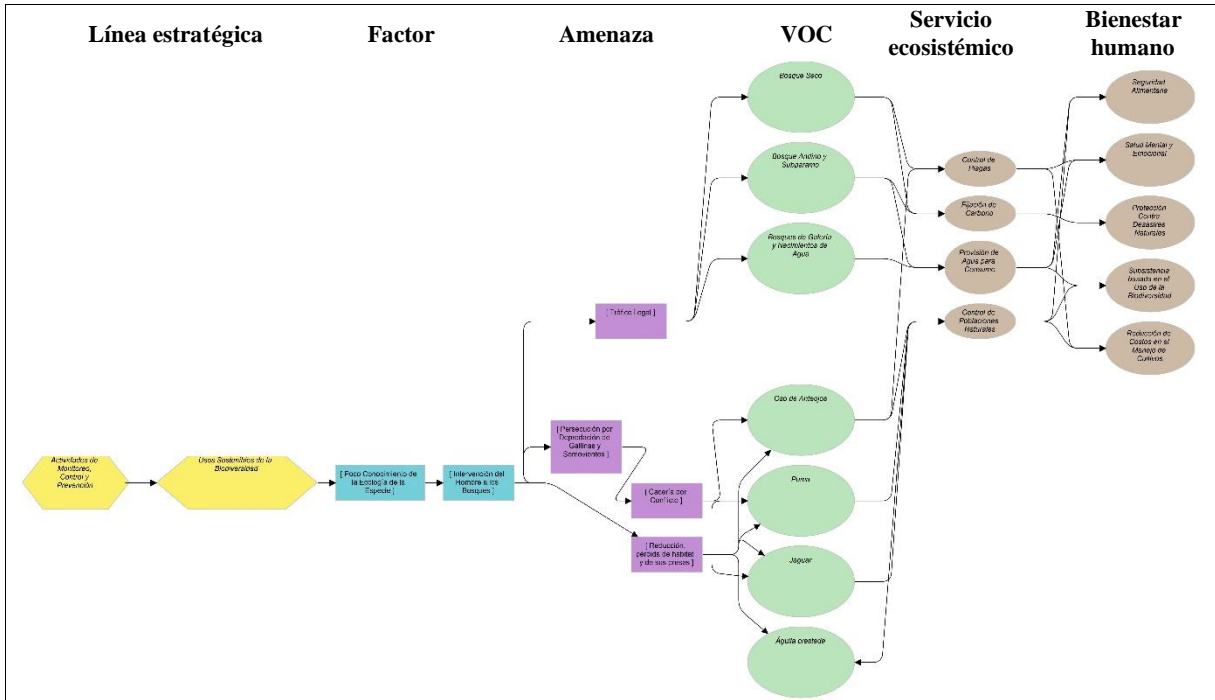 Línea estratégica
Factor
Amenaza
VOC
Servicio
ecosistémico
Bienestar
humano
Bosque Seco
Bosque Andino y
Subpáramo
Bosques de Galería
y Nacimientos de
Agua
Control de
Plagas
Fijación de
Carbono
Provisión de
Agua para
Consumo
Control de
Poblaciones
Naturales
Seguridad
Alimentaria
Salud Mental y
Emocional
Protección
Contra
Desastres
Naturales
Subsistencia
basada en el
Uso de la
Biodiversidad
Reducción de
Costos en el
Manejo de
Cultivos
[ Tráfico Legal ]
[ Persecución por
Depredación de
Gallinas y
Semovientes ]
[ Cacería por
Conflicto ]
[ Reducción,
pérdida de hábitat
y de sus presas ]
Oso de Anteojos
Puma
Jaguar
Águila crestada
Actividades de
Monitoreo,
Control y
Prevención
Usos Sostenibles de la
Biodiversidad
[ Poco Conocimiento de
la Ecología de la
Especie ]
[ Intervención del
Hombre a los
Bosques ]